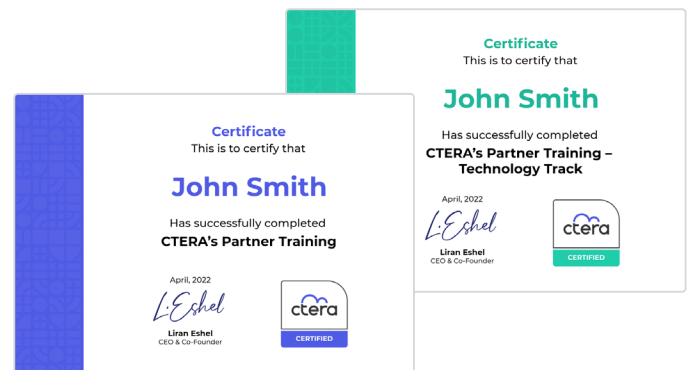 Certificate
This is to certify that
John Smith
Has successfully completed
CTERA's Partner Training –
Technology Track
April, 2022
L. Eshel
Liran Eshel
CEO & Co-Founder
ctera
CERTIFIED
Certificate
This is to certify that
John Smith
Has successfully completed
CTERA's Partner Training
April, 2022
L. Eshel
Liran Eshel
CEO & Co-Founder
ctera
CERTIFIED